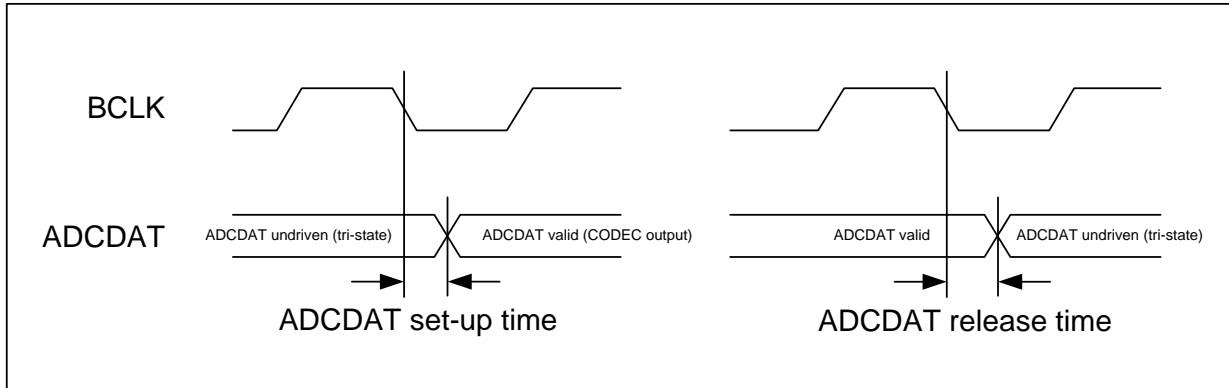 BCLK
ADCDAT
ADCDAT undriven (tri-state)
ADCDAT valid (CODEC output)
ADCDAT valid
ADCDAT undriven (tri-state)
ADCDAT set-up time
ADCDAT release time